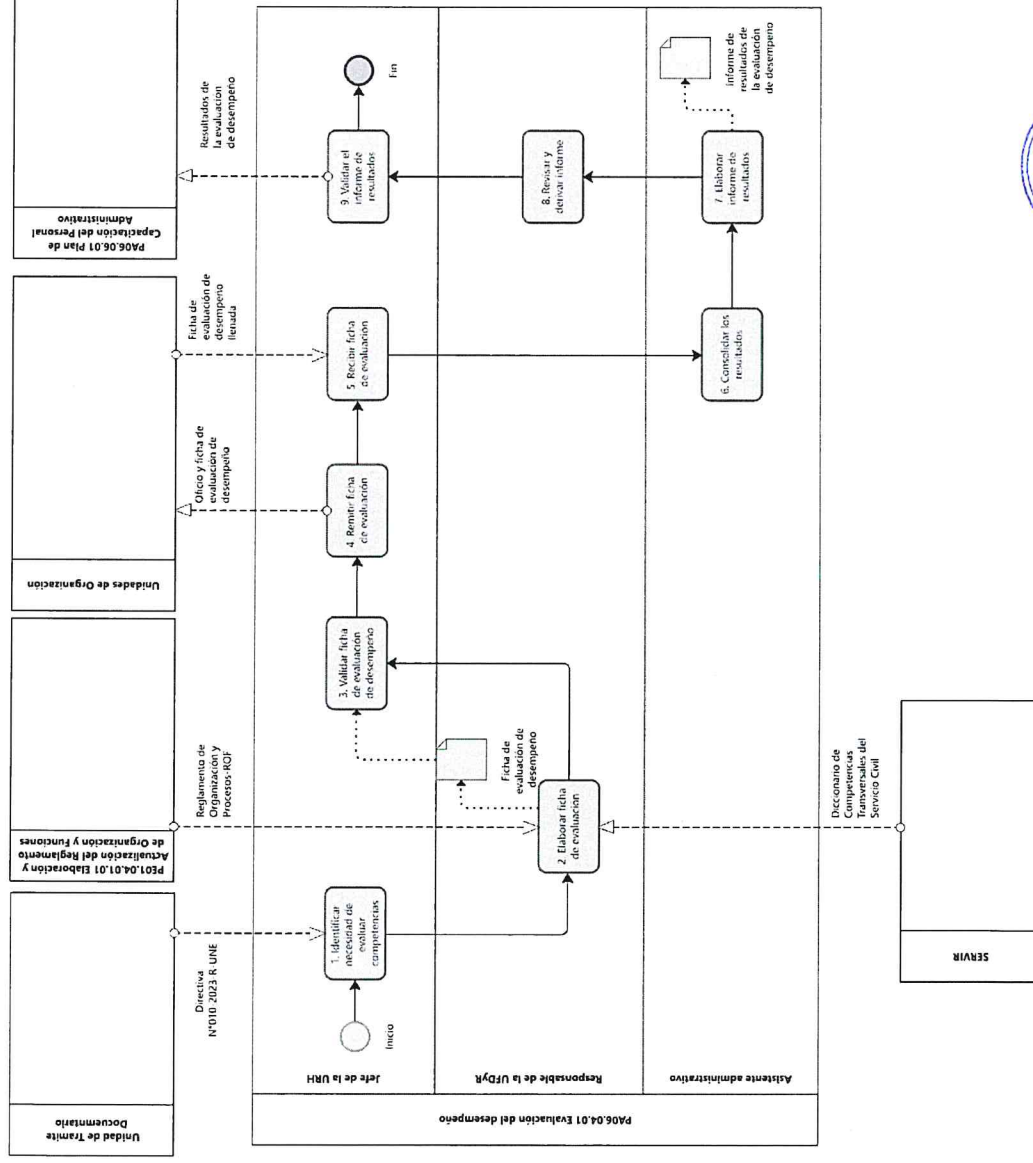 Unidad de Tramite
Documentario
PE01.04.01.01 Elaboración y
Actualización del Reglamento
de Organización y Funciones
Unidades de Organización
PA06.06.01 Plan de
Capacitación del Personal
Administrativo
Directiva
N°010-2023-R-UNE
Reglamento de
Organización y
Procesos-ROF
Oficio y ficha de
evaluación de
desempeño
Ficha de
evaluación de
desempeño
llenada
Resultados de
la evaluación
de desempeño
PA06.04.01 Evaluación del desempeño
Jefe de la URH
Inicio
1. Identificar
necesidad de
evaluar
competencias
3. Validar ficha
de evaluación
de desempeño
4. Remitir ficha
de evaluación
5. Recibir ficha
de evaluación
9. Validar el
informe de
resultados
Fin
Responsable de la UFDyR
2. Elaborar ficha
de evaluación
Ficha de
evaluación de
desempeño
8. Revisar y
derivar informe
Asistente administrativo
6. Consolidar los
resultados
7. Elaborar
informe de
resultados
Informe de
resultados de
la evaluación
de desempeño
Diccionario de
Competencias
Transversales del
Servicio Civil
SERVIR